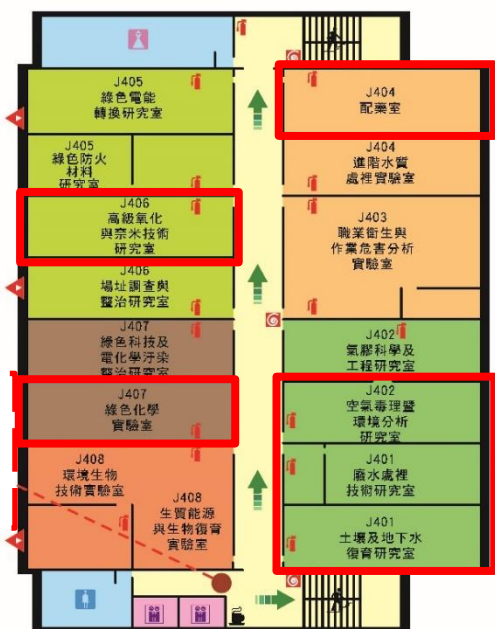 J405
綠色電能
轉換研究室
J405
綠色防火
材料
研究室
J406
高級氧化
與奈米技術
研究室
J406
場址調查與
整治研究室
J407
綠色科技及
電化學汙染
整治研究室
J407
綠色化學
實驗室
J408
環境生物
技術實驗室
J408
生質能源
與生物復育
實驗室
J404
配藥室
J404
進階水質
處裡實驗室
J403
職業衛生與
作業危害分析
實驗室
J402
氣膠科學及
工程研究室
J402
空氣毒理暨
環境分析
研究室
J401
廢水處裡
技術研究室
J401
土壤及地下水
復育研究室